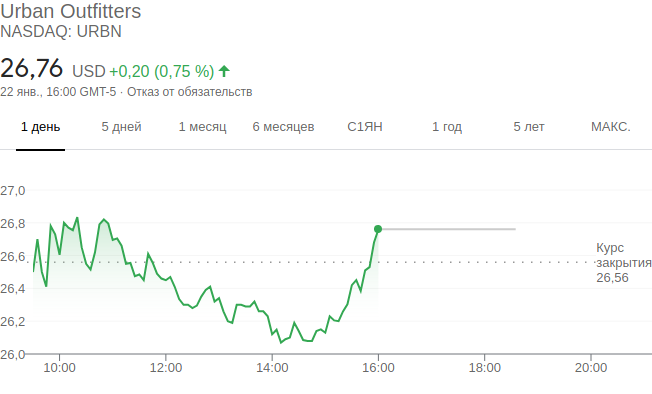 Urban Outfitters
NASDAQ: URBN
26,76 USD +0,20 (0,75 %)
22 янв., 16:00 GMT-5 · Отказ от обязательств
1 день 5 дней 1 месяц 6 месяцев С1ЯН 1 год 5 лет МАКС.
27,0
26,8
26,6
26,4
26,2
26,0
Курс
закрытия
26,56
10:00 12:00 14:00 16:00 18:00 20:00